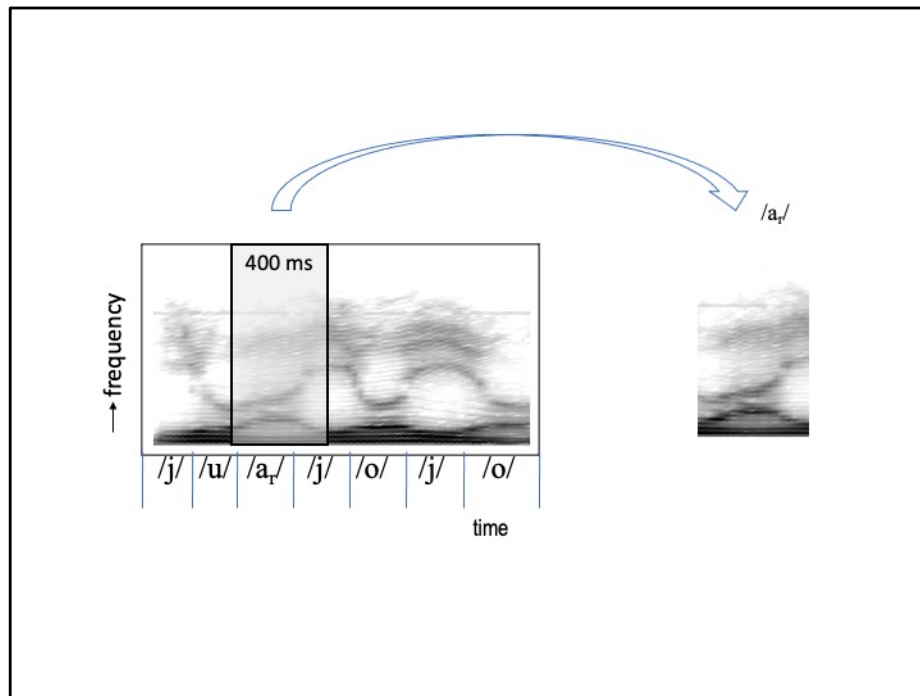 /aᵣ/
400 ms
→ frequency
/j/ /u/ /aᵣ/ /j/ /o/ /j/ /o/
time